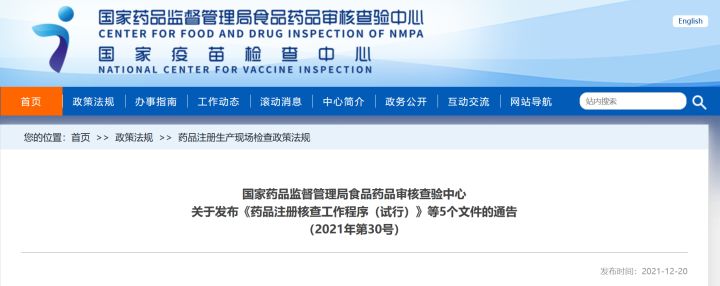 国家药品监督管理局食品药品审核查验中心
CENTER FOR FOOD AND DRUG INSPECTION OF NMPA
国家疫苗检查中心
NATIONAL CENTER FOR VACCINE INSPECTION
English
首页 政策法规 办事指南 工作动态 滚动消息 中心简介 政务公开 互动交流 网站导航 站内搜索
您的位置：首页 >> 政策法规 >> 药品注册生产现场检查政策法规
国家药品监督管理局食品药品审核查验中心
关于发布《药品注册核查工作程序（试行）》等5个文件的通告
（2021年第30号）
发布时间：2021-12-20